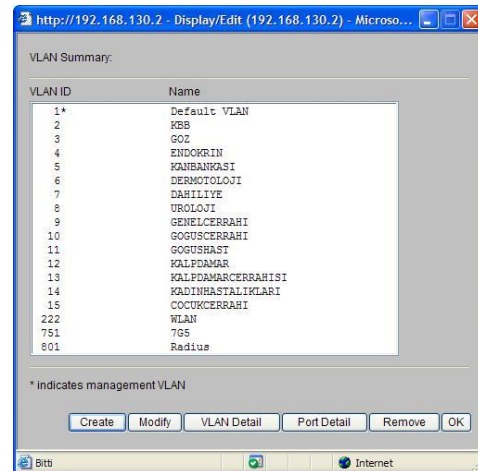 http://192.168.130.2 - Display/Edit (192.168.130.2) - Microso...
VLAN Summary:
VLAN ID Name
1* Default VLAN
2 KBB
3 GOZ
4 ENDOKRIN
5 KANBANKASI
6 DERMOTOLOJI
7 DAHILIYE
8 UROLOJI
9 GENELCERRAHI
10 GOGUSCERRAHI
11 GOGUSHAST
12 KALPDAMAR
13 KALPDAMARCERRAHISI
14 KADINHASTALIKLARI
15 COCUKCERRAHI
222 WLAN
751 7G5
801 Radius
* indicates management VLAN
Create Modify VLAN Detail Port Detail Remove OK
Bitti Internet